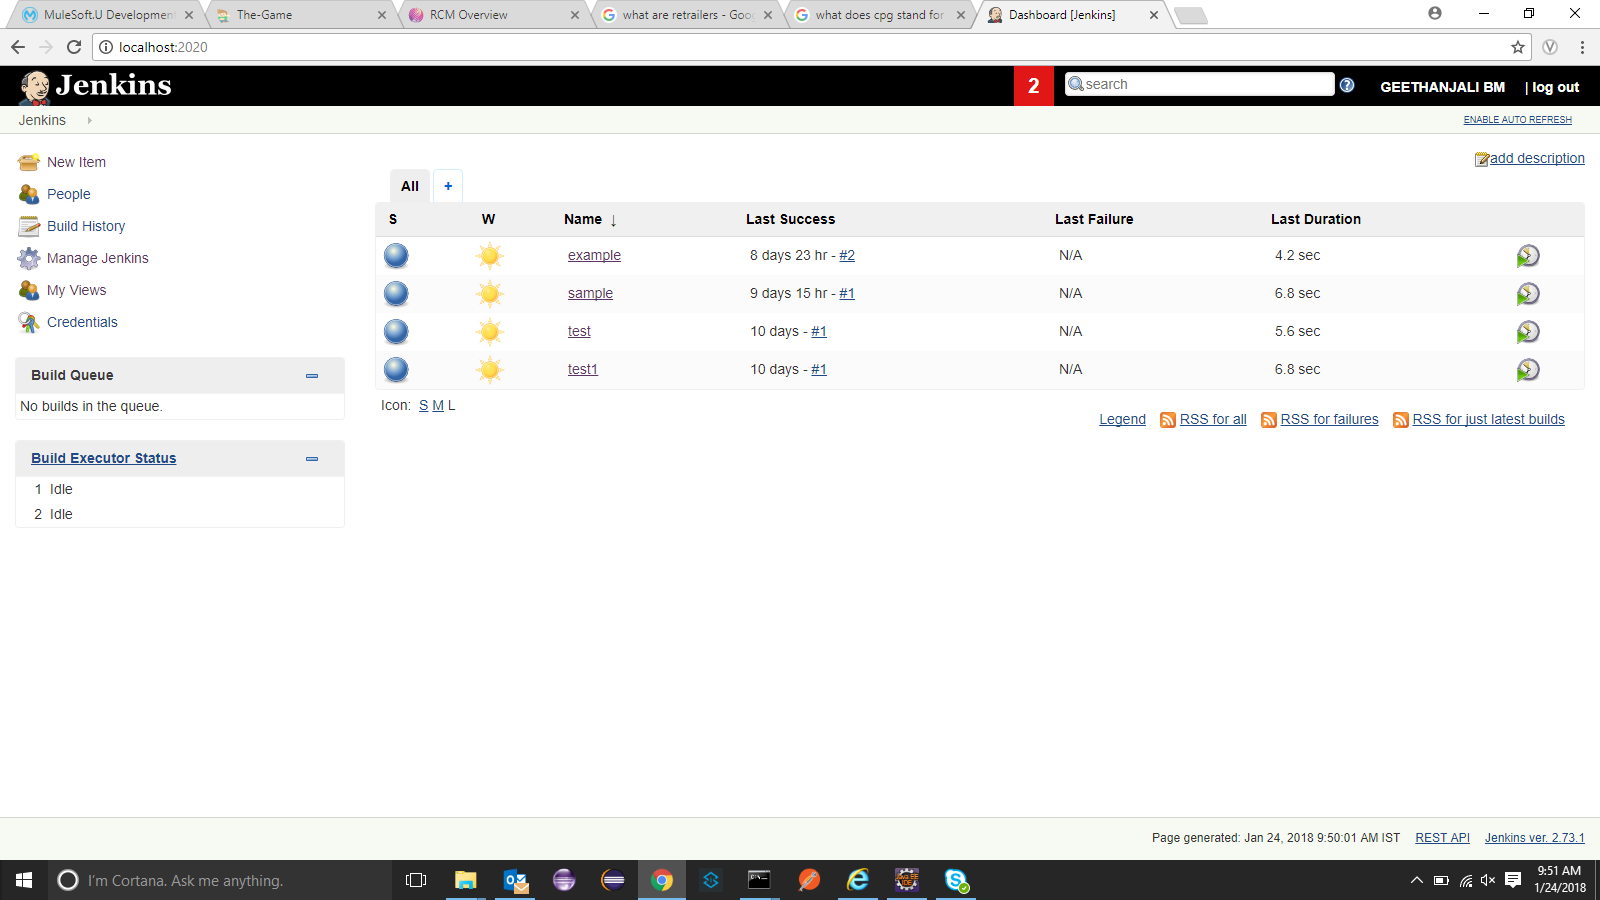 MuleSoft.U Development
The-Game
RCM Overview
what are retrailers - Goo
what does cpg stand for
Dashboard [Jenkins]
localhost:2020
Jenkins
2
search
GEETHANJALI BM
| log out
Jenkins
ENABLE AUTO REFRESH
New Item
People
Build History
Manage Jenkins
My Views
Credentials
add description
All +
S W Name ↓ Last Success Last Failure Last Duration
example 8 days 23 hr - #2 N/A 4.2 sec
sample 9 days 15 hr - #1 N/A 6.8 sec
test 10 days - #1 N/A 5.6 sec
test1 10 days - #1 N/A 6.8 sec
Icon: S M L
Legend RSS for all RSS for failures RSS for just latest builds
Build Queue
No builds in the queue.
Build Executor Status
1 Idle
2 Idle
Page generated: Jan 24, 2018 9:50:01 AM IST REST API Jenkins ver. 2.73.1
I'm Cortana. Ask me anything.
9:51 AM
1/24/2018